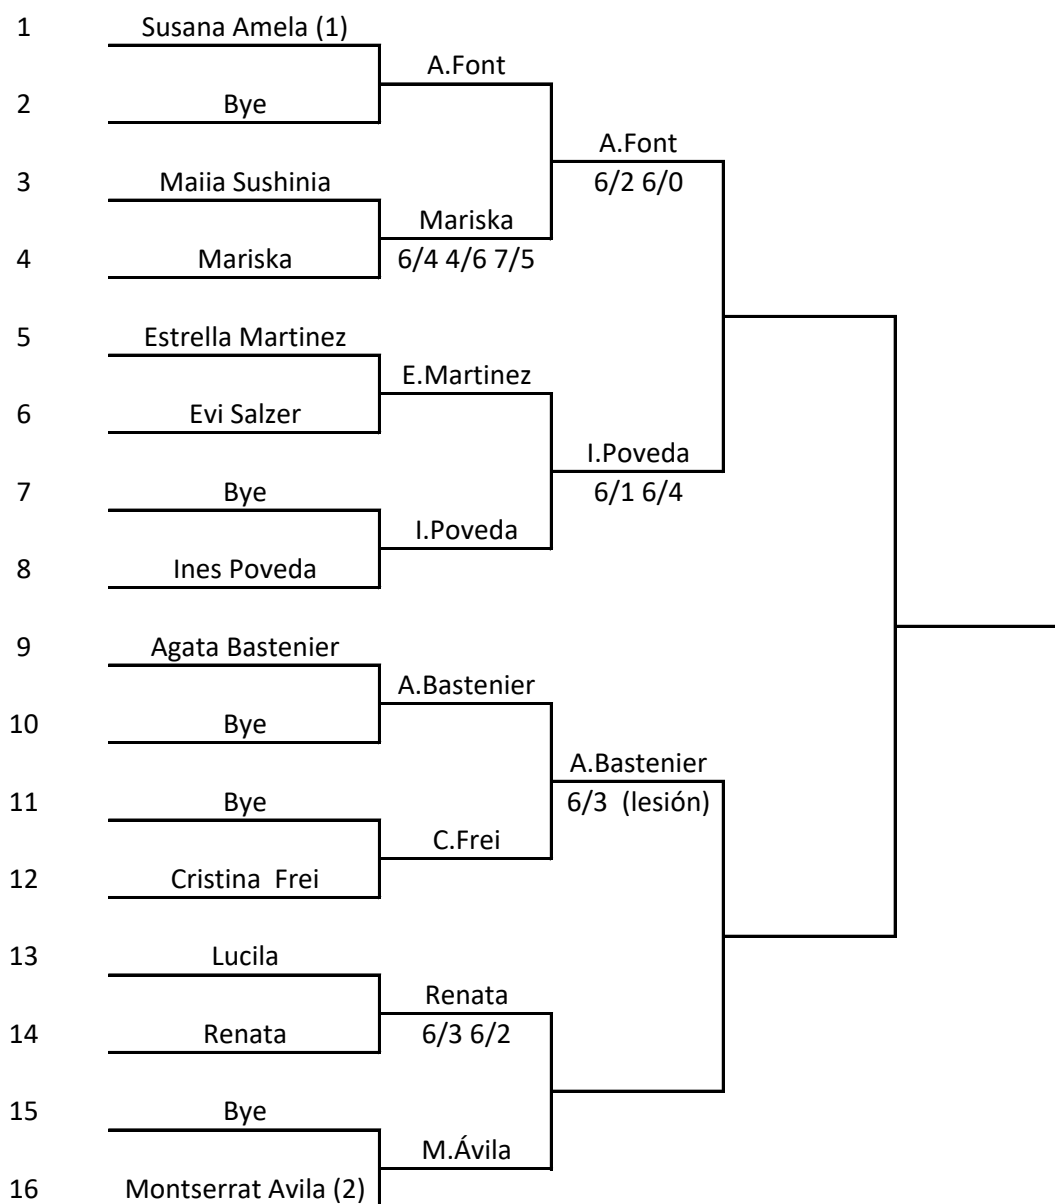 1 Susana Amela (1)
A.Font
2 Bye
A.Font
3 Maiia Sushinia 6/2 6/0
Mariska
4 Mariska 6/4 4/6 7/5
5 Estrella Martinez
E.Martinez
6 Evi Salzer
I.Poveda
7 Bye 6/1 6/4
I.Poveda
8 Ines Poveda
9 Agata Bastenier
A.Bastenier
10 Bye
A.Bastenier
11 Bye 6/3 (lesión)
C.Frei
12 Cristina Frei
13 Lucila
Renata
14 Renata 6/3 6/2
15 Bye
M.Ávila
16 Montserrat Avila (2)